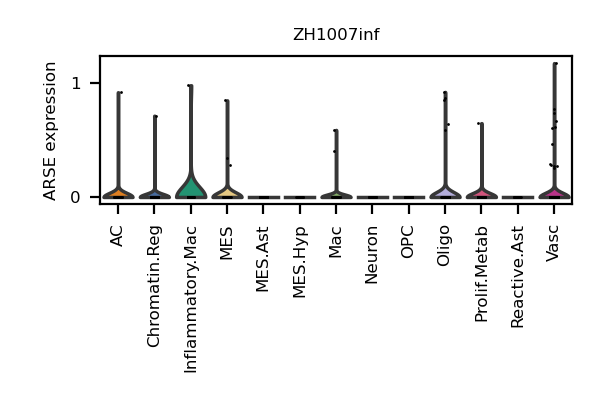 ZH1007inf
ARSE expression
1
0
AC
Chromatin.Reg
Inflammatory.Mac
MES
MES.Ast
MES.Hyp
Mac
Neuron
OPC
Oligo
Prolif.Metab
Reactive.Ast
Vasc